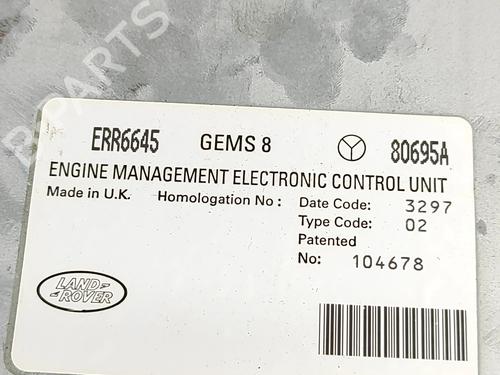 B-PARTS
ERR6645 GEMS 8 80695A
ENGINE MANAGEMENT ELECTRONIC CONTROL UNIT
Made in U.K. Homologation No : Date Code: 3297
Type Code: 02
Patented
No: 104678
LAND
ROVER